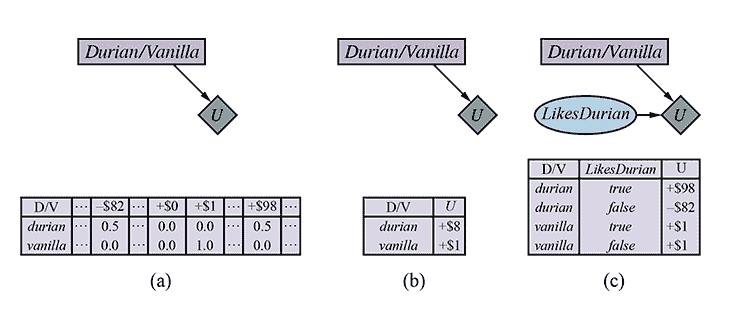 Durian/Vanilla
U
D/V ··· –$82 ··· +$0 ··· +$1 ··· +$98 ···
durian ··· 0.5 ··· 0.0 ··· 0.0 ··· 0.5 ···
vanilla ··· 0.0 ··· 0.0 ··· 1.0 ··· 0.0 ···
(a)
Durian/Vanilla
U
D/V U
durian +$8
vanilla +$1
(b)
Durian/Vanilla
LikesDurian U
D/V LikesDurian U
durian true +$98
durian false –$82
vanilla true +$1
vanilla false +$1
(c)